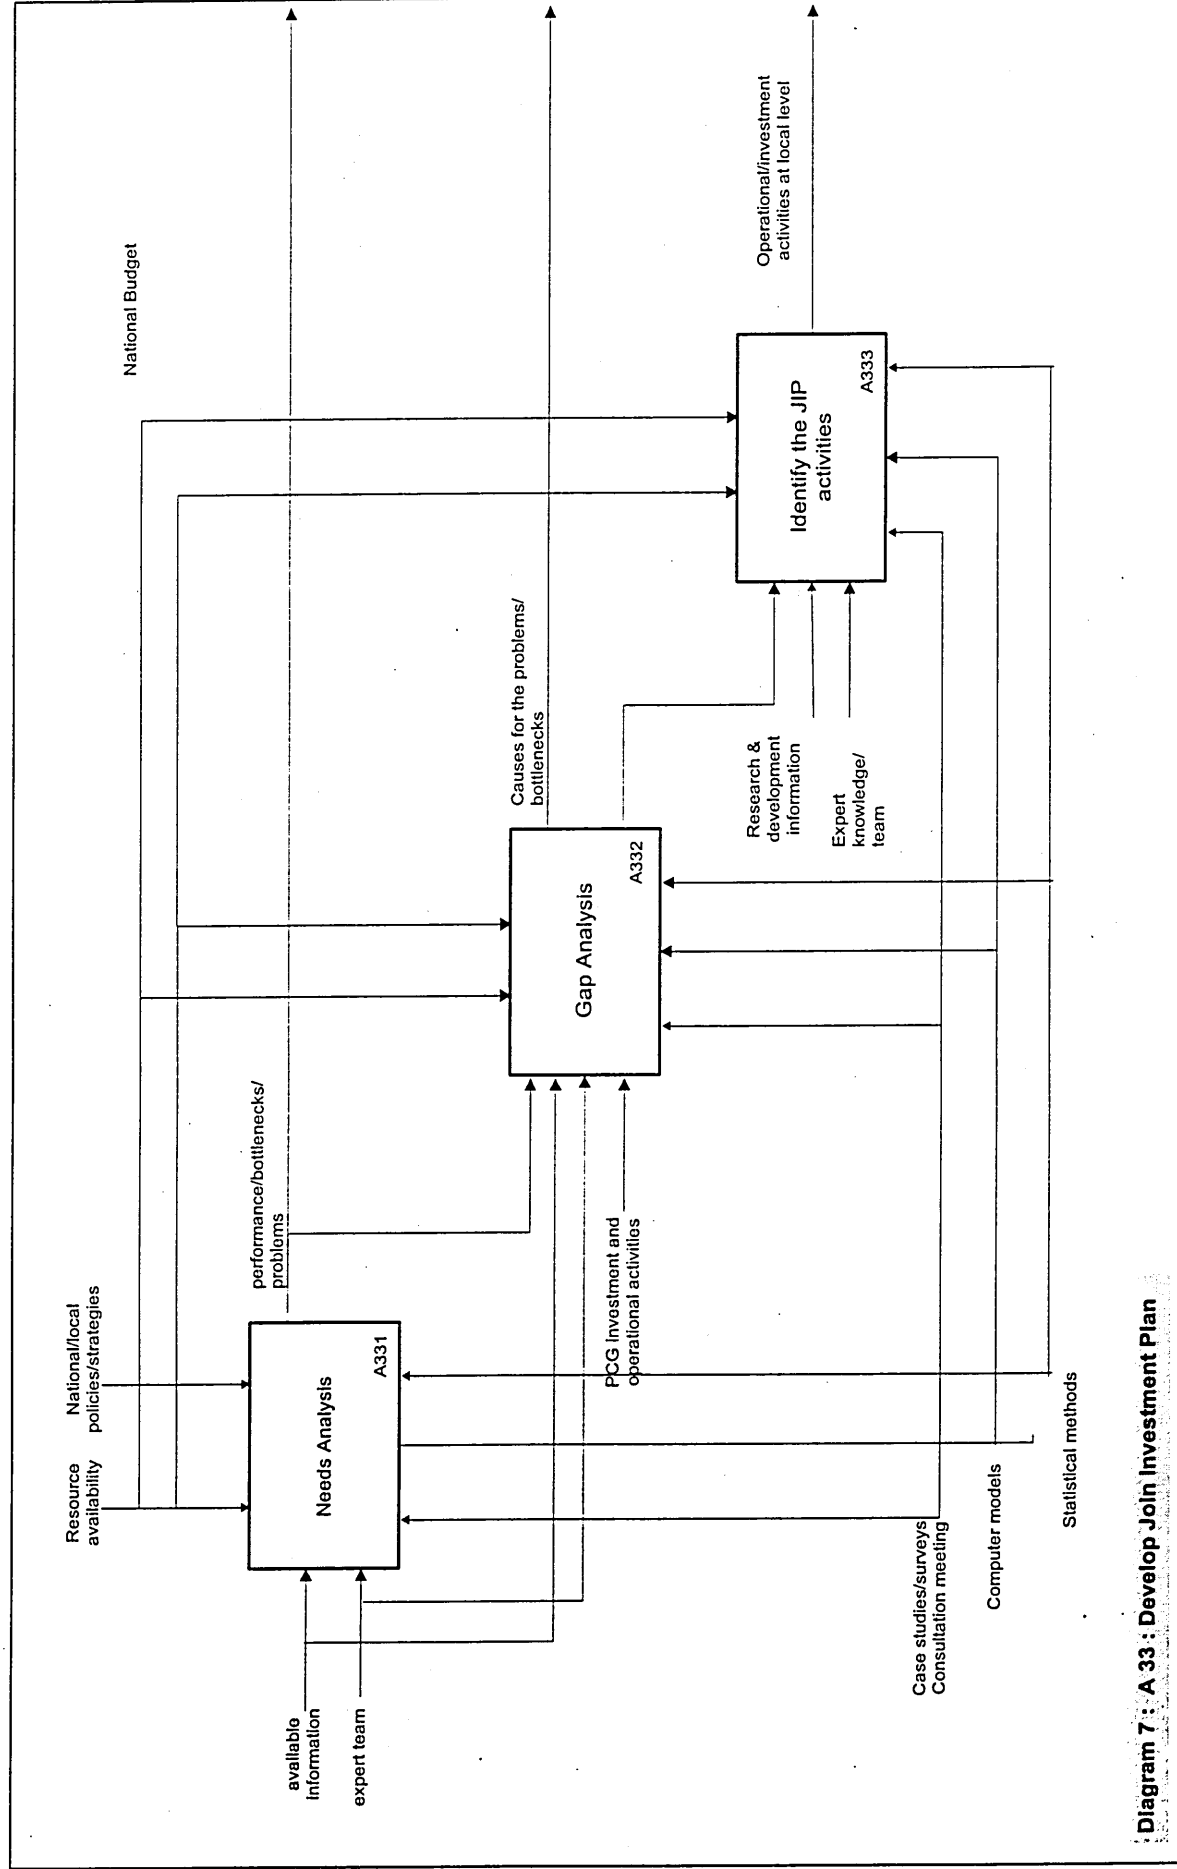 National Budget
Resource
availability
National/local
policies/strategies
performance/bottlenecks/
problems
Needs Analysis
A331
available
Information
expert team
Causes for the problems/
bottlenecks
Gap Analysis
A332
PCG Investment and
operational activities
Operational/investment
activities at local level
Identify the JIP
activities
A333
Research &
development
information
Expert
knowledge/
team
Case studies/surveys
Consultation meeting
Computer models
Statistical methods
Diagram 7 : A 33 : Develop Join Investment Plan